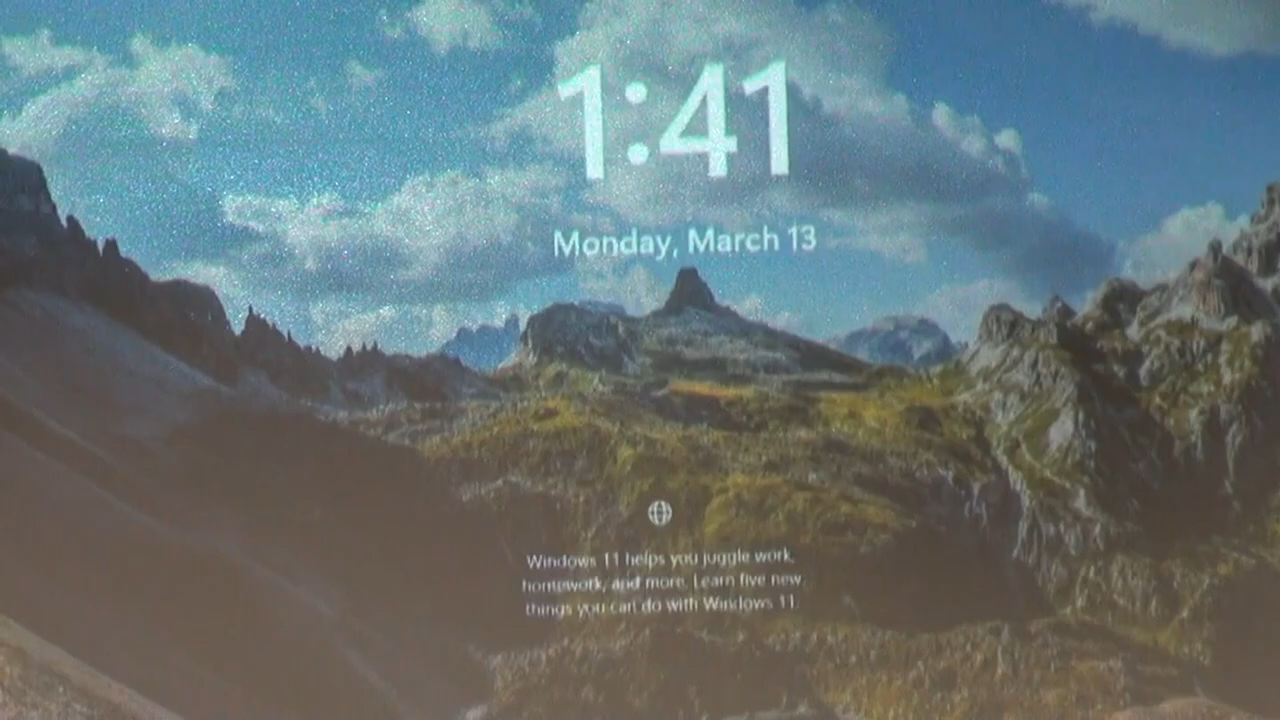 1:41
Monday, March 13
Windows 11 helps you juggle work,
homework, and more. Learn five new
things you can do with Windows 11.